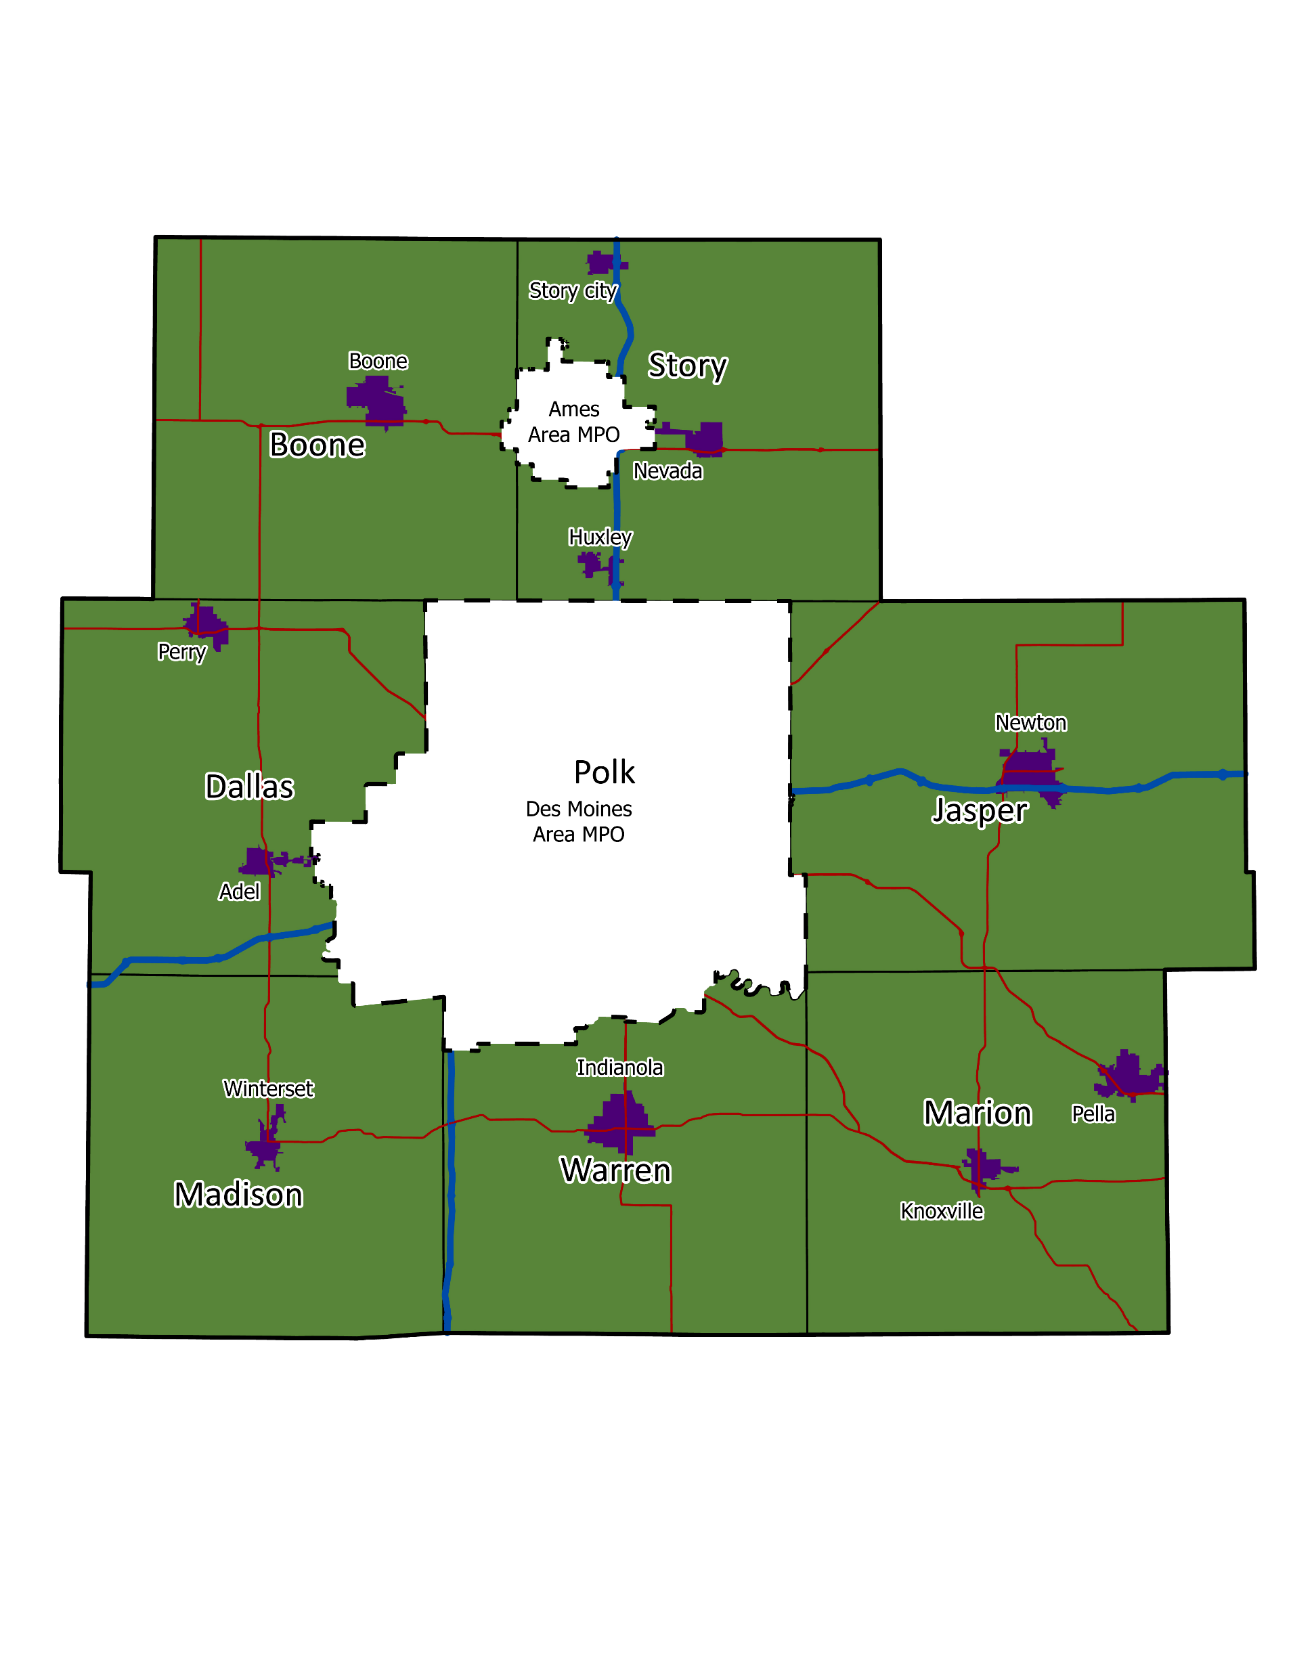 Story city
Boone
Story
Ames
Area MPO
Boone
Nevada
Huxley
Perry
Newton
Polk
Dallas
Des Moines
Area MPO
Jasper
Adel
Indianola
Winterset
Marion
Pella
Warren
Madison
Knoxville